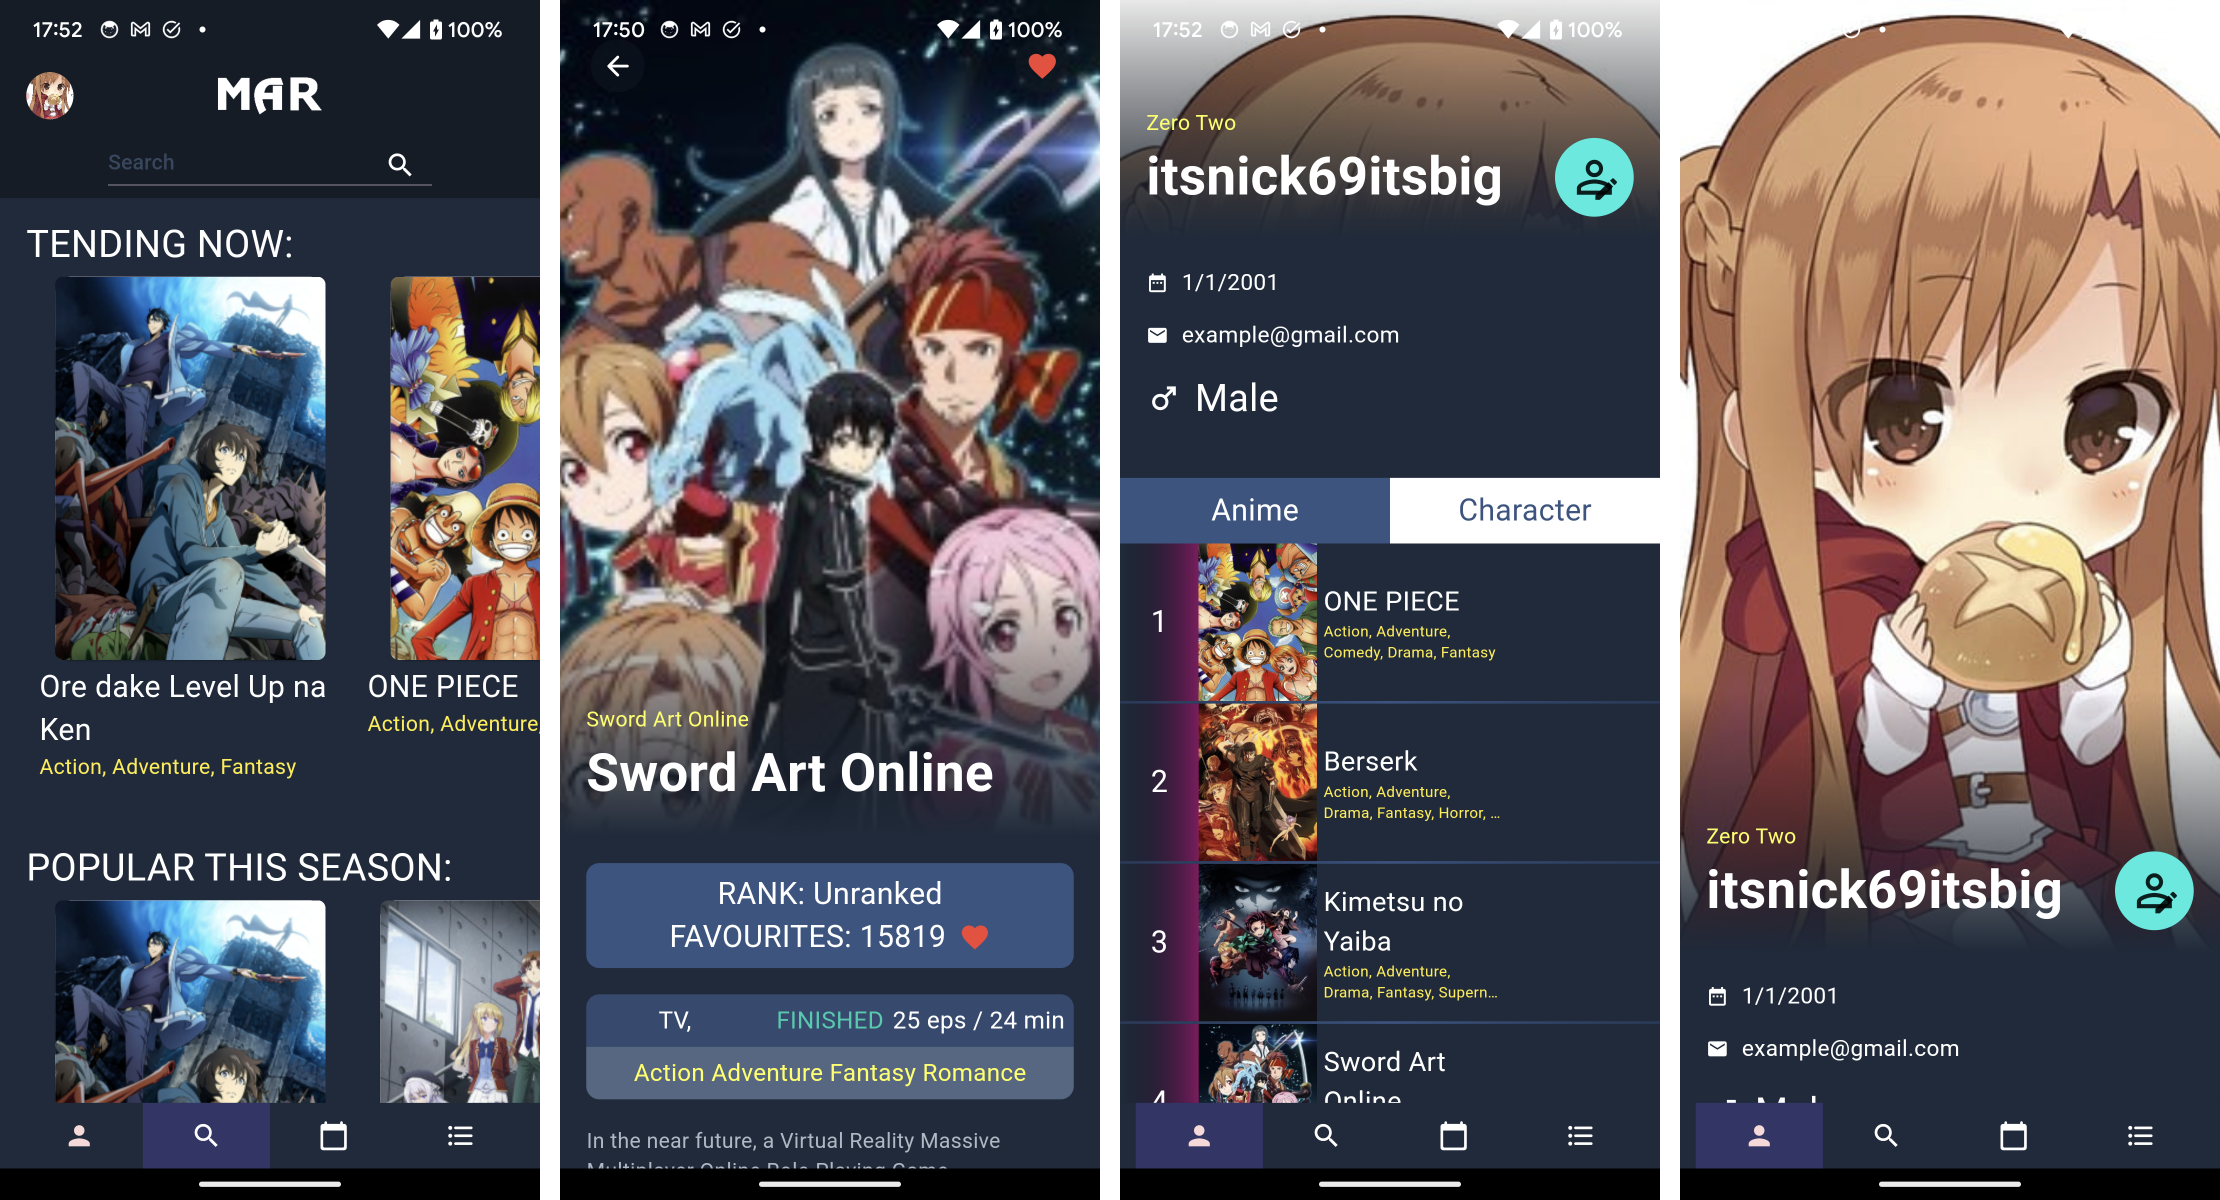 17:52
100%
MAR
Search
TENDING NOW:
Ore dake Level Up na
Ken
Action, Adventure, Fantasy
ONE PIECE
Action, Adventure,
POPULAR THIS SEASON:
17:50
100%
Sword Art Online
Sword Art Online
RANK: Unranked
FAVOURITES: 15819
TV,
FINISHED 25 eps / 24 min
Action Adventure Fantasy Romance
In the near future, a Virtual Reality Massive
Multiplayer Online Role-Playing Game
17:52
100%
Zero Two
itsnick69itsbig
1/1/2001
example@gmail.com
Male
Anime
Character
1
ONE PIECE
Action, Adventure,
Comedy, Drama, Fantasy
2
Berserk
Action, Adventure,
Drama, Fantasy, Horror, ...
3
Kimetsu no
Yaiba
Action, Adventure,
Drama, Fantasy, Supern...
4
Sword Art
Online
Zero Two
itsnick69itsbig
1/1/2001
example@gmail.com